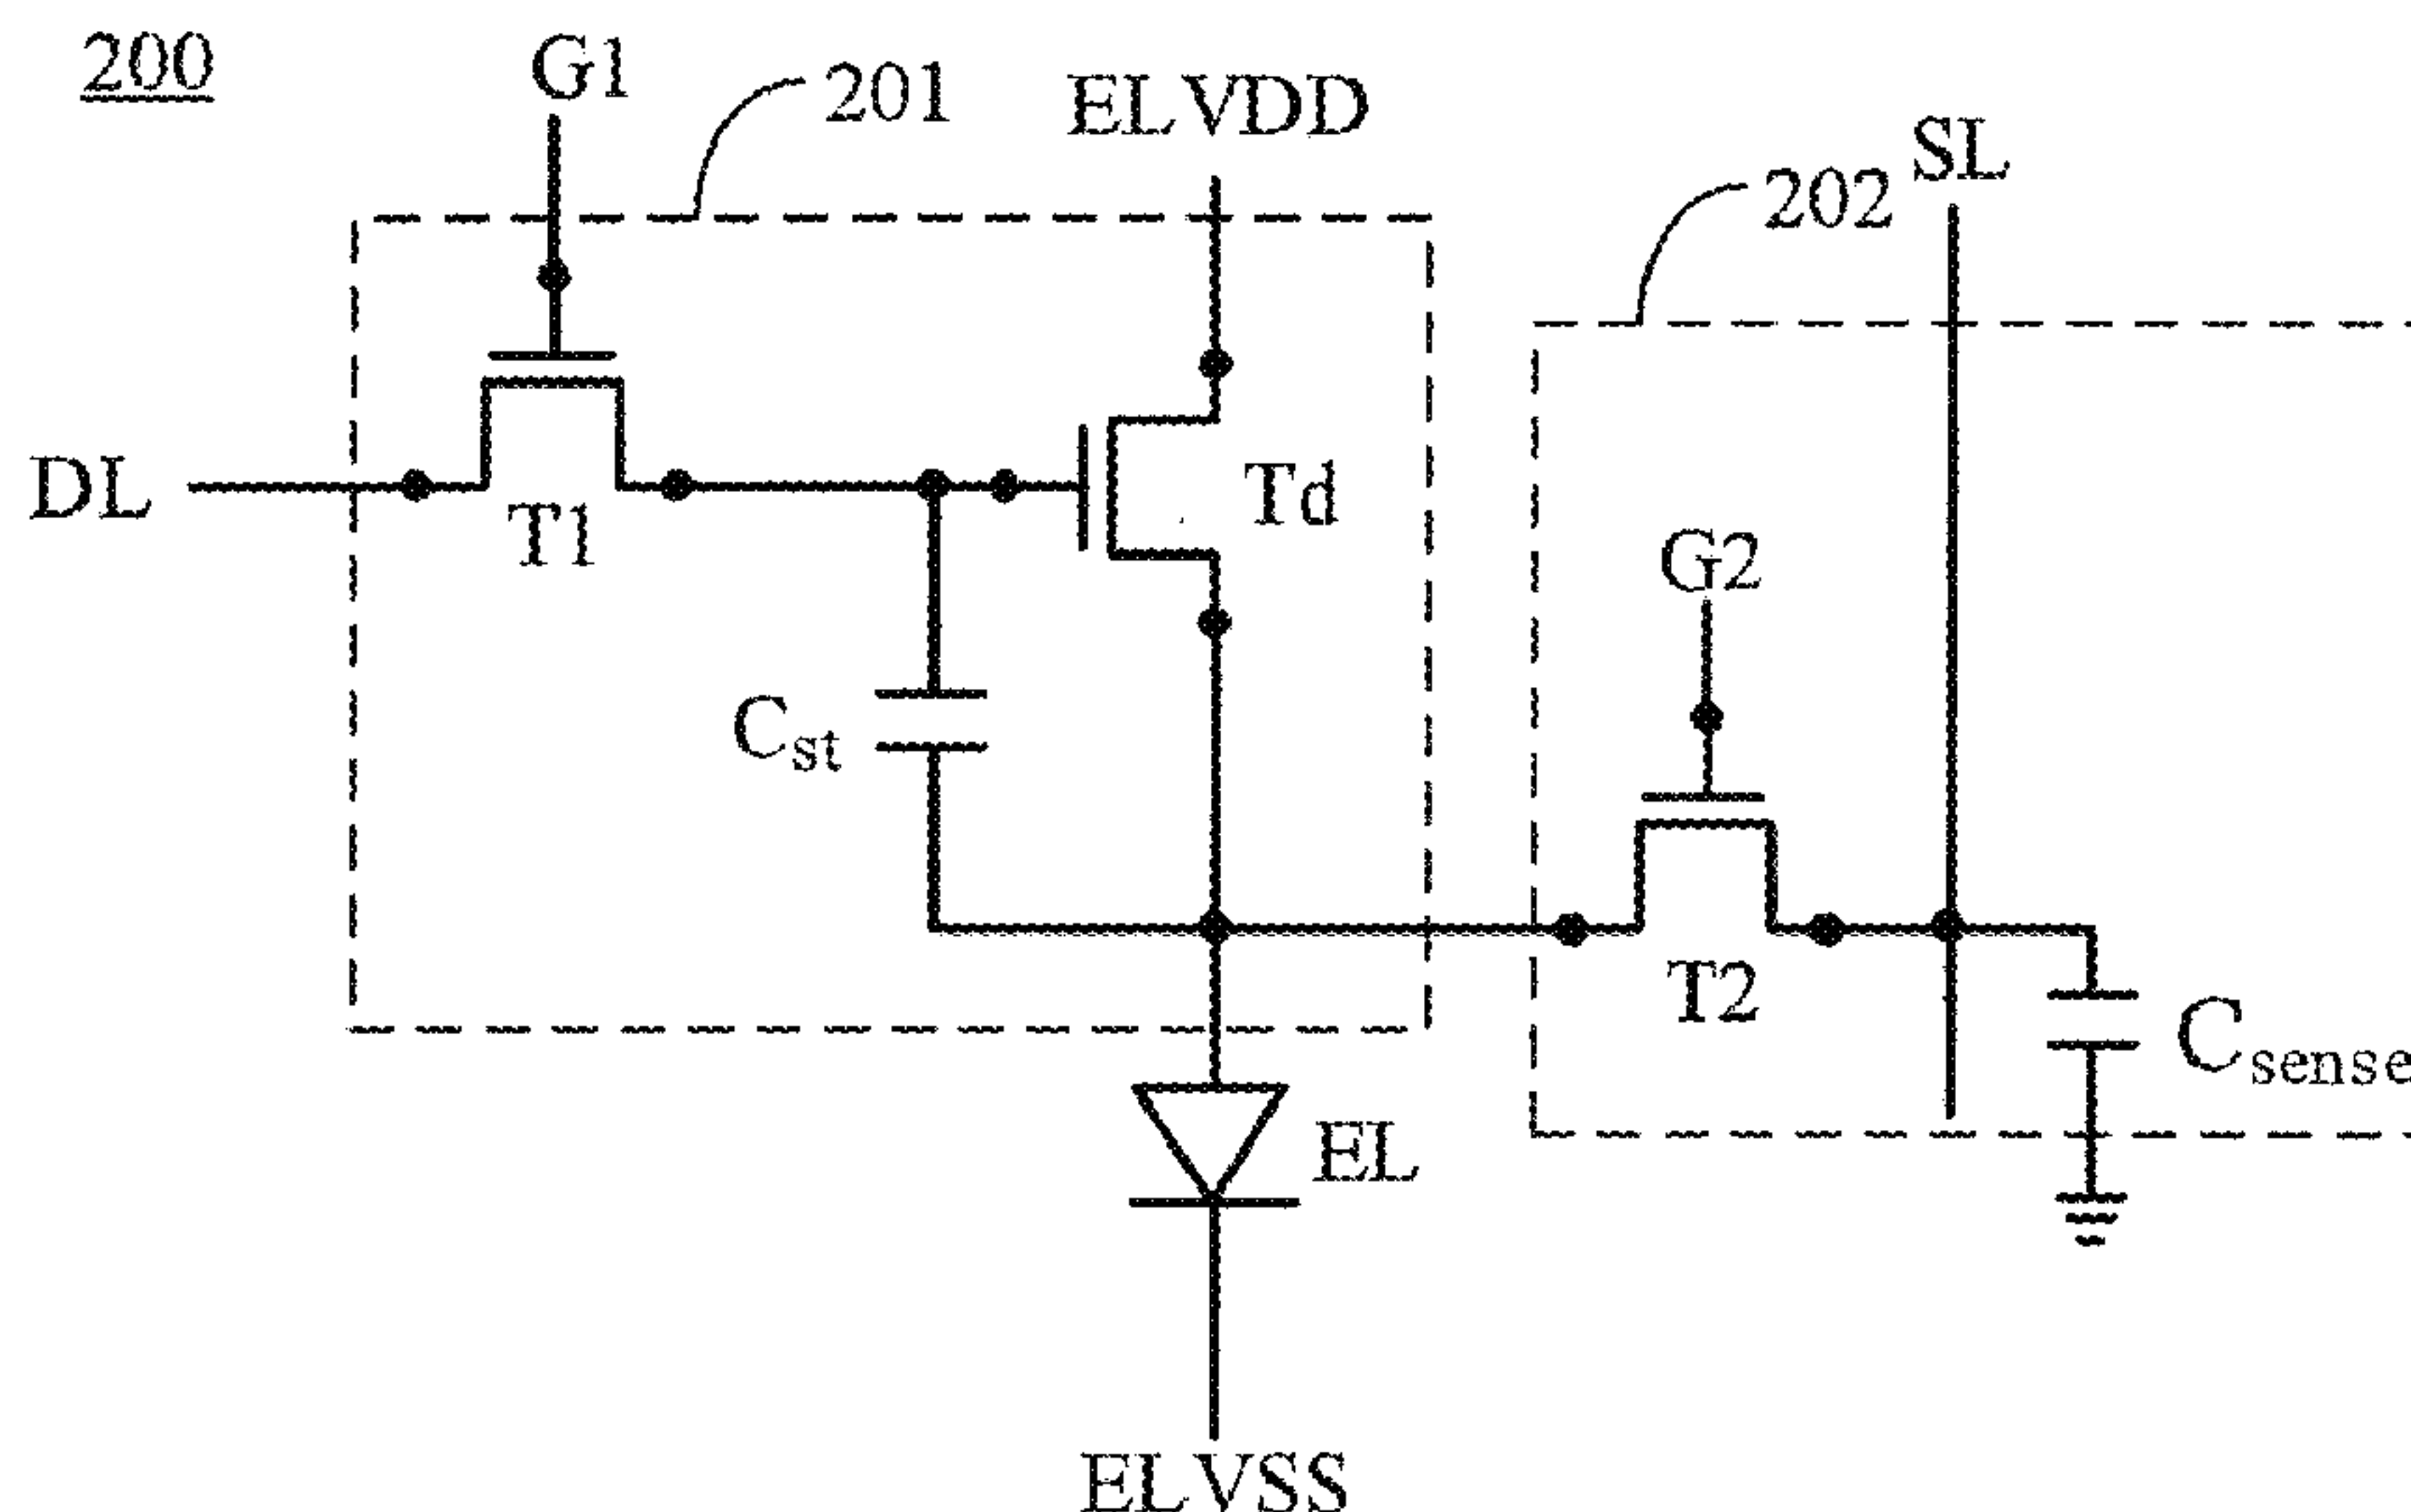 200
G1
201
ELVDD
SL
202
DL
T1
Td
G2
Cst
T2
Csense
EL
ELVSS